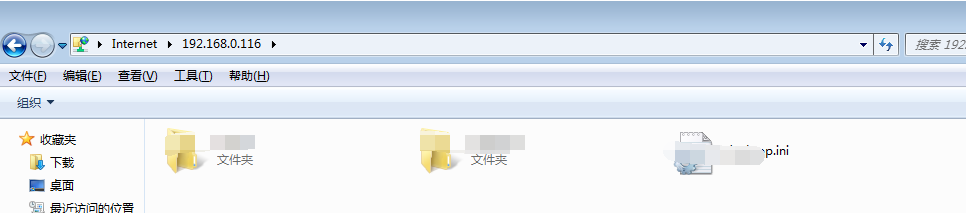 Internet 192.168.0.116 搜索 192
文件(F) 编辑(E) 查看(V) 工具(T) 帮助(H)
组织
收藏夹
下载
桌面
最近访问的位置
文件夹
文件夹
op.ini